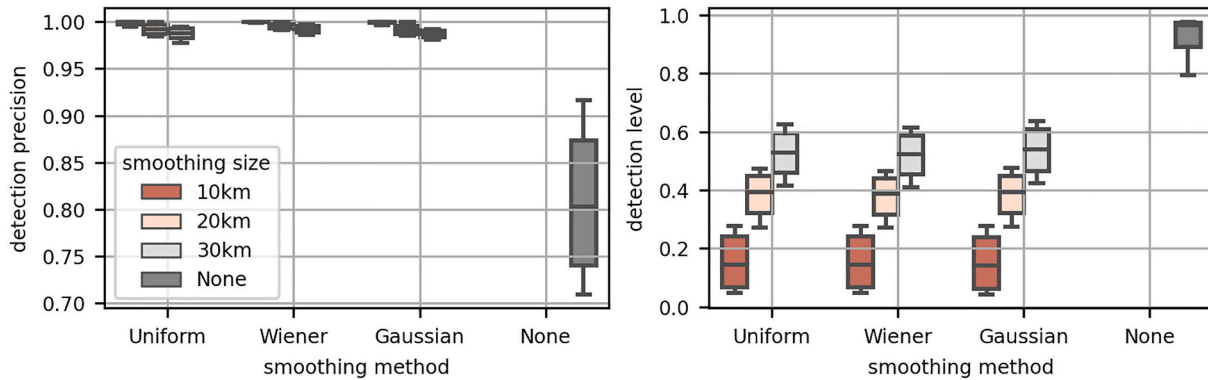 1.00
0.95
0.90
0.85
0.80
0.75
0.70
detection precision
smoothing size
10km
20km
30km
None
Uniform Wiener Gaussian None
smoothing method
1.0
0.8
0.6
0.4
0.2
0.0
detection level
Uniform Wiener Gaussian None
smoothing method